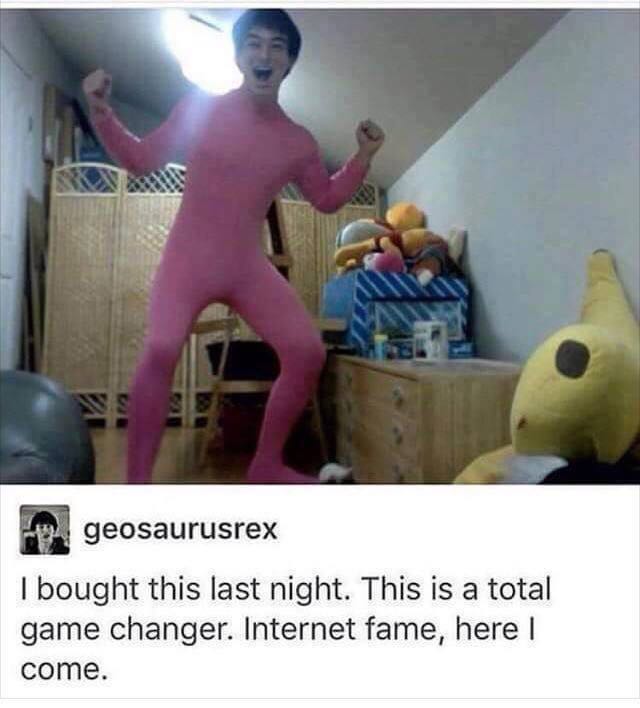 geosaurusrex
I bought this last night. This is a total
game changer. Internet fame, here I
come.